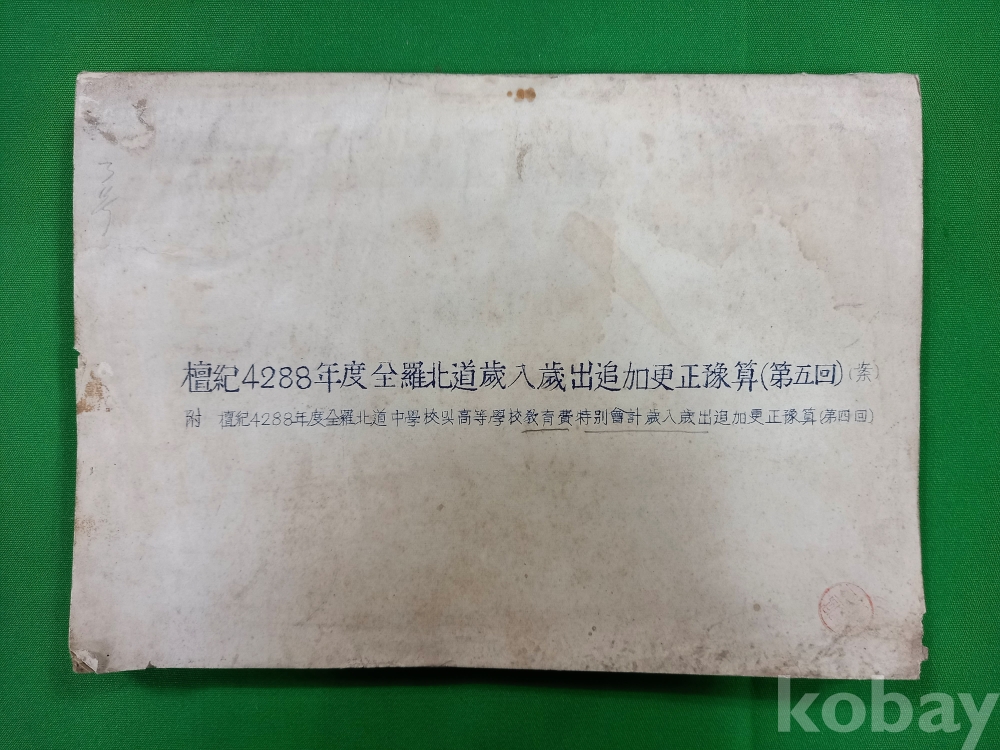 檀紀4288年度全羅北道歲入歲出追加更正豫算(第五回)(案)
附 檀紀4288年度全羅北道中學校및高等學校敎育費特別會計歲入歲出追加更正豫算(第四回)
kobay